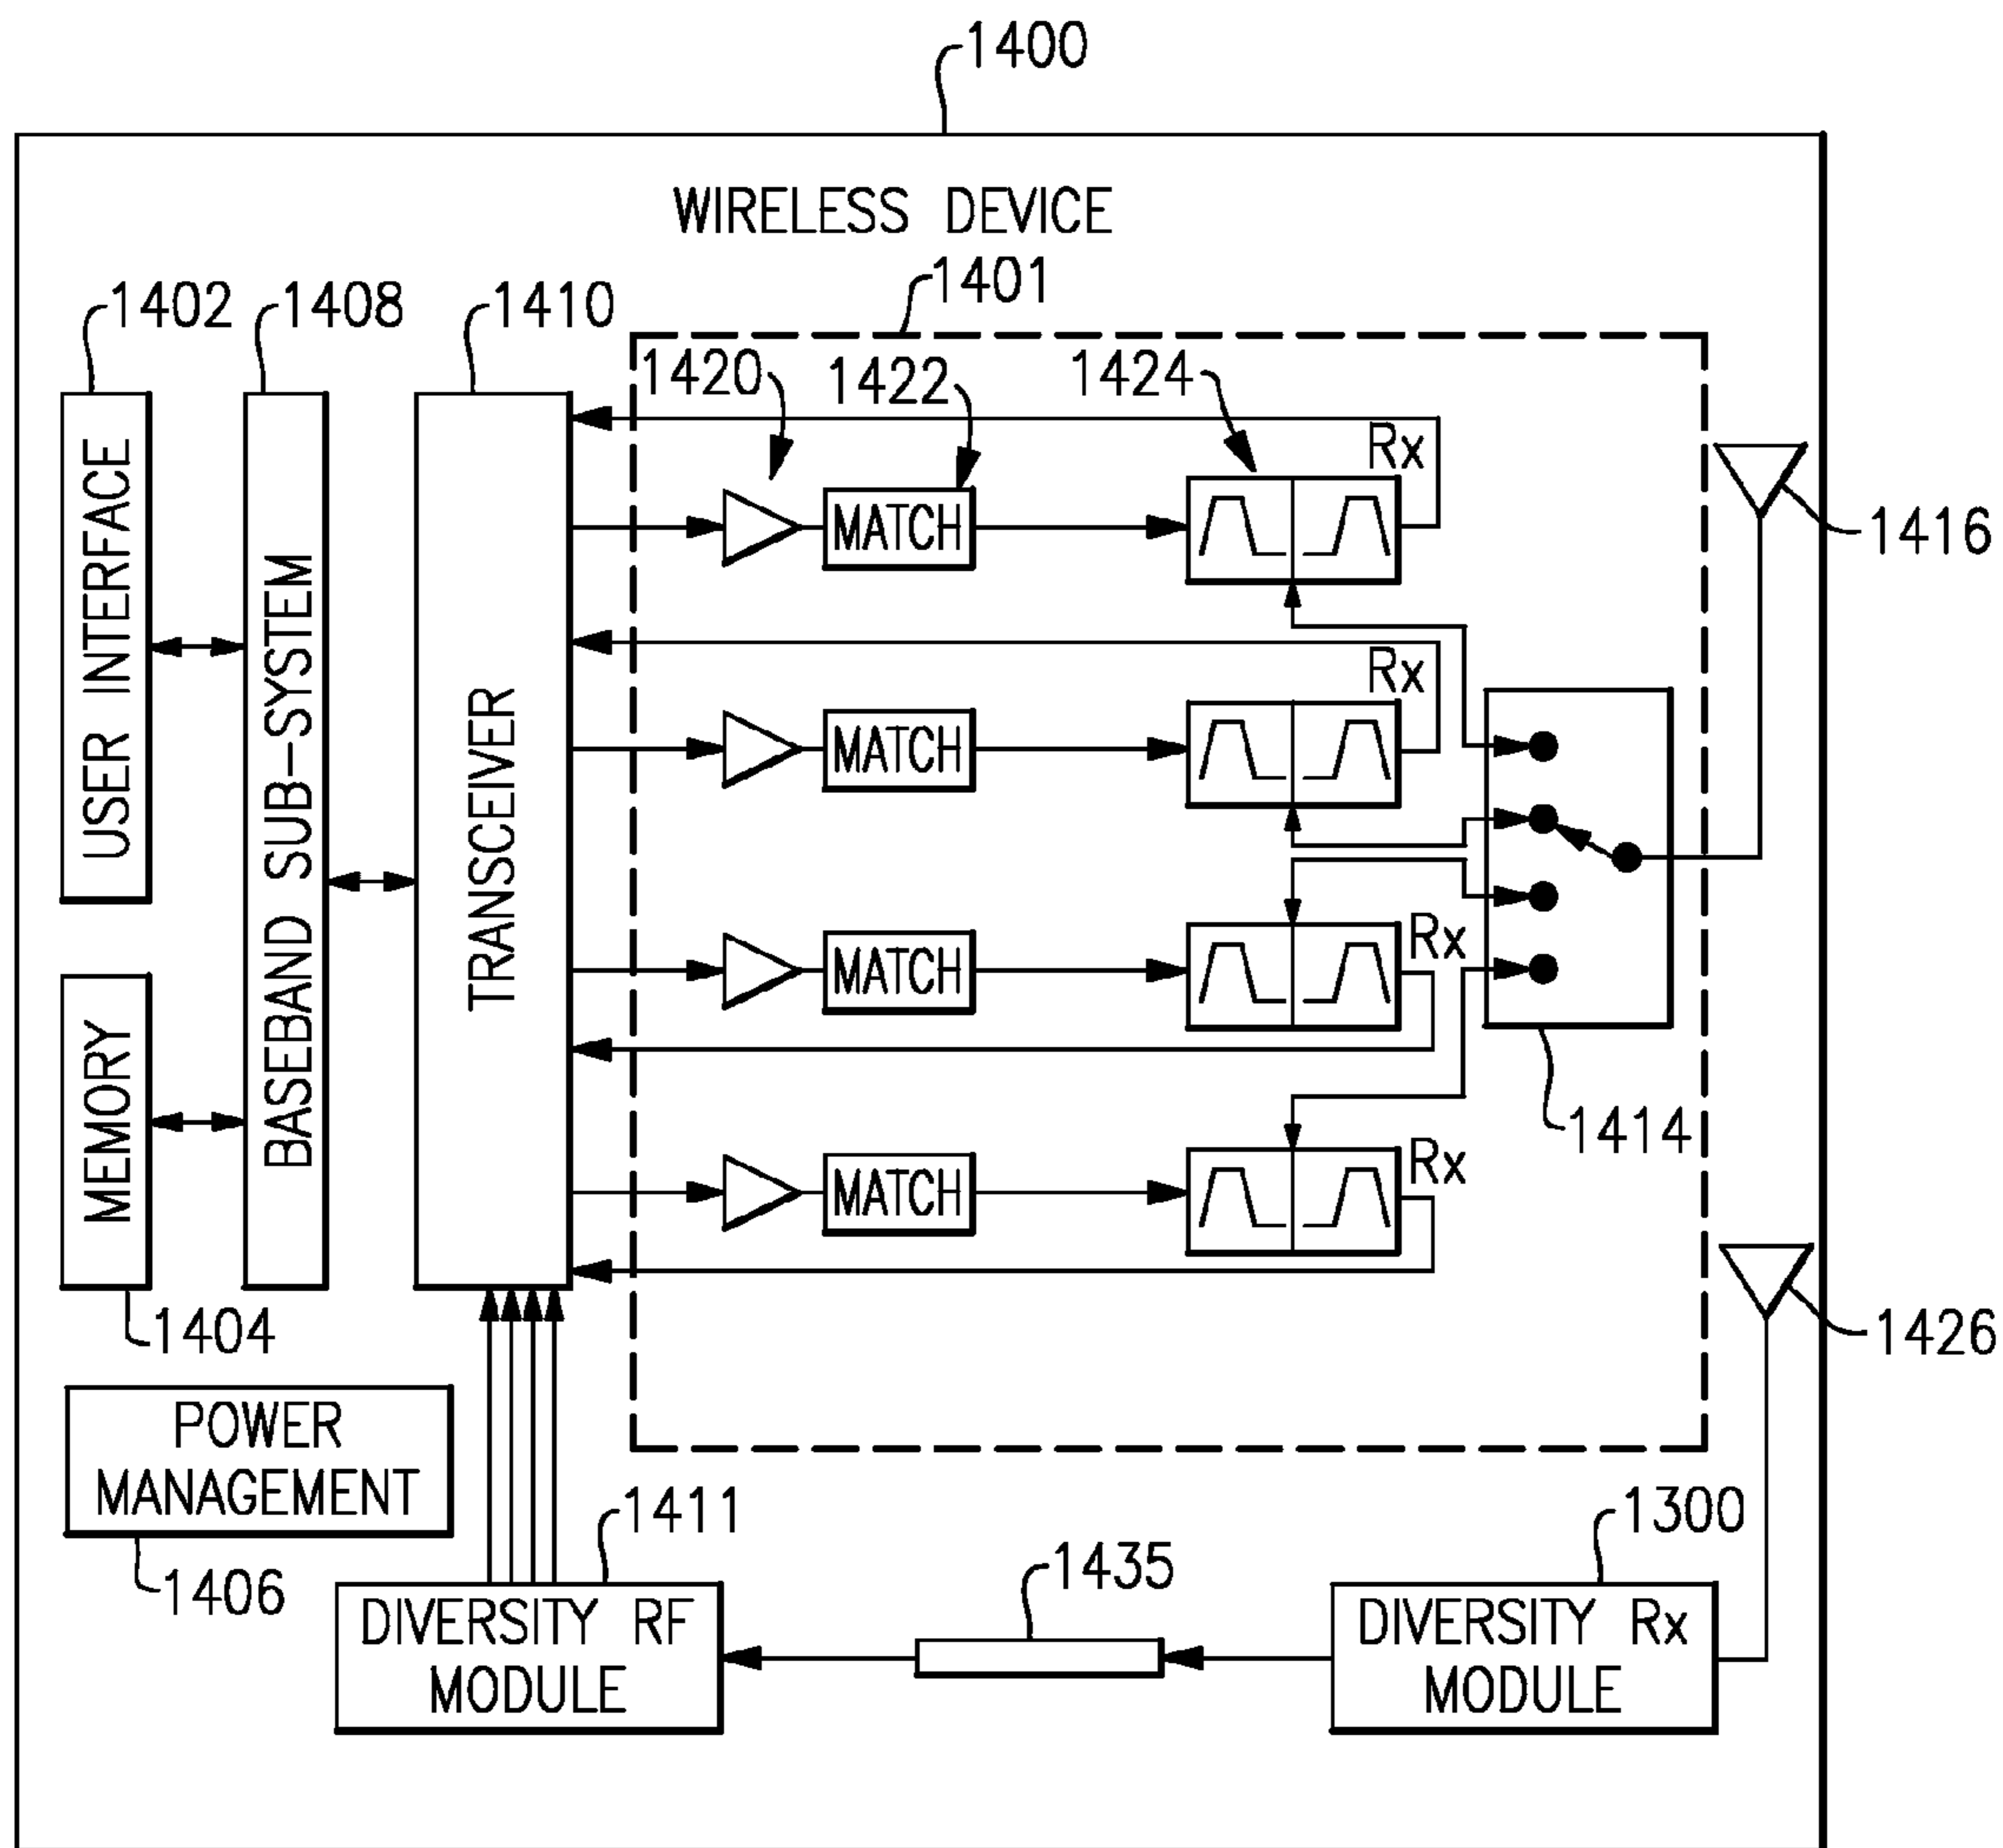 1400
WIRELESS DEVICE
1401
1402
1408
1410
1420
1422
1424
Rx
MATCH
1416
Rx
MATCH
Rx
MATCH
Rx
MATCH
1414
USER INTERFACE
BASEBAND SUB-SYSTEM
TRANSCEIVER
MEMORY
1404
1426
POWER
MANAGEMENT
1406
1411
1435
1300
DIVERSITY RF
MODULE
DIVERSITY Rx
MODULE